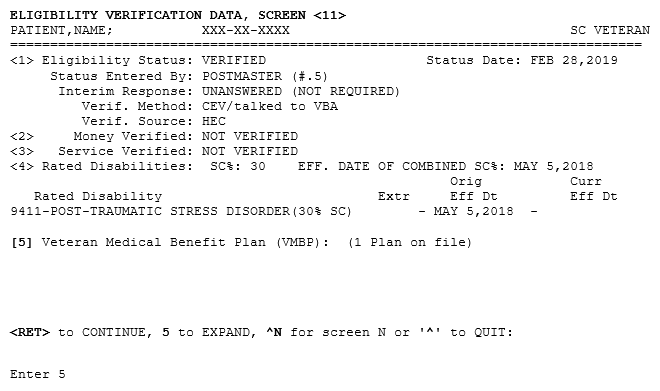 ELIGIBILITY VERIFICATION DATA, SCREEN <11>
PATIENT,NAME; XXX-XX-XXXX SC VETERAN
===============================================================================
<1> Eligibility Status: VERIFIED Status Date: FEB 28,2019
Status Entered By: POSTMASTER (#.5)
Interim Response: UNANSWERED (NOT REQUIRED)
Verif. Method: CEV/talked to VBA
Verif. Source: HEC
<2> Money Verified: NOT VERIFIED
<3> Service Verified: NOT VERIFIED
<4> Rated Disabilities: SC%: 30 EFF. DATE OF COMBINED SC%: MAY 5,2018
Orig Curr
Rated Disability Extr Eff Dt Eff Dt
9411-POST-TRAUMATIC STRESS DISORDER(30% SC) - MAY 5,2018 -
[5] Veteran Medical Benefit Plan (VMBP): (1 Plan on file)
<RET> to CONTINUE, 5 to EXPAND, ^N for screen N or '^' to QUIT:
Enter 5